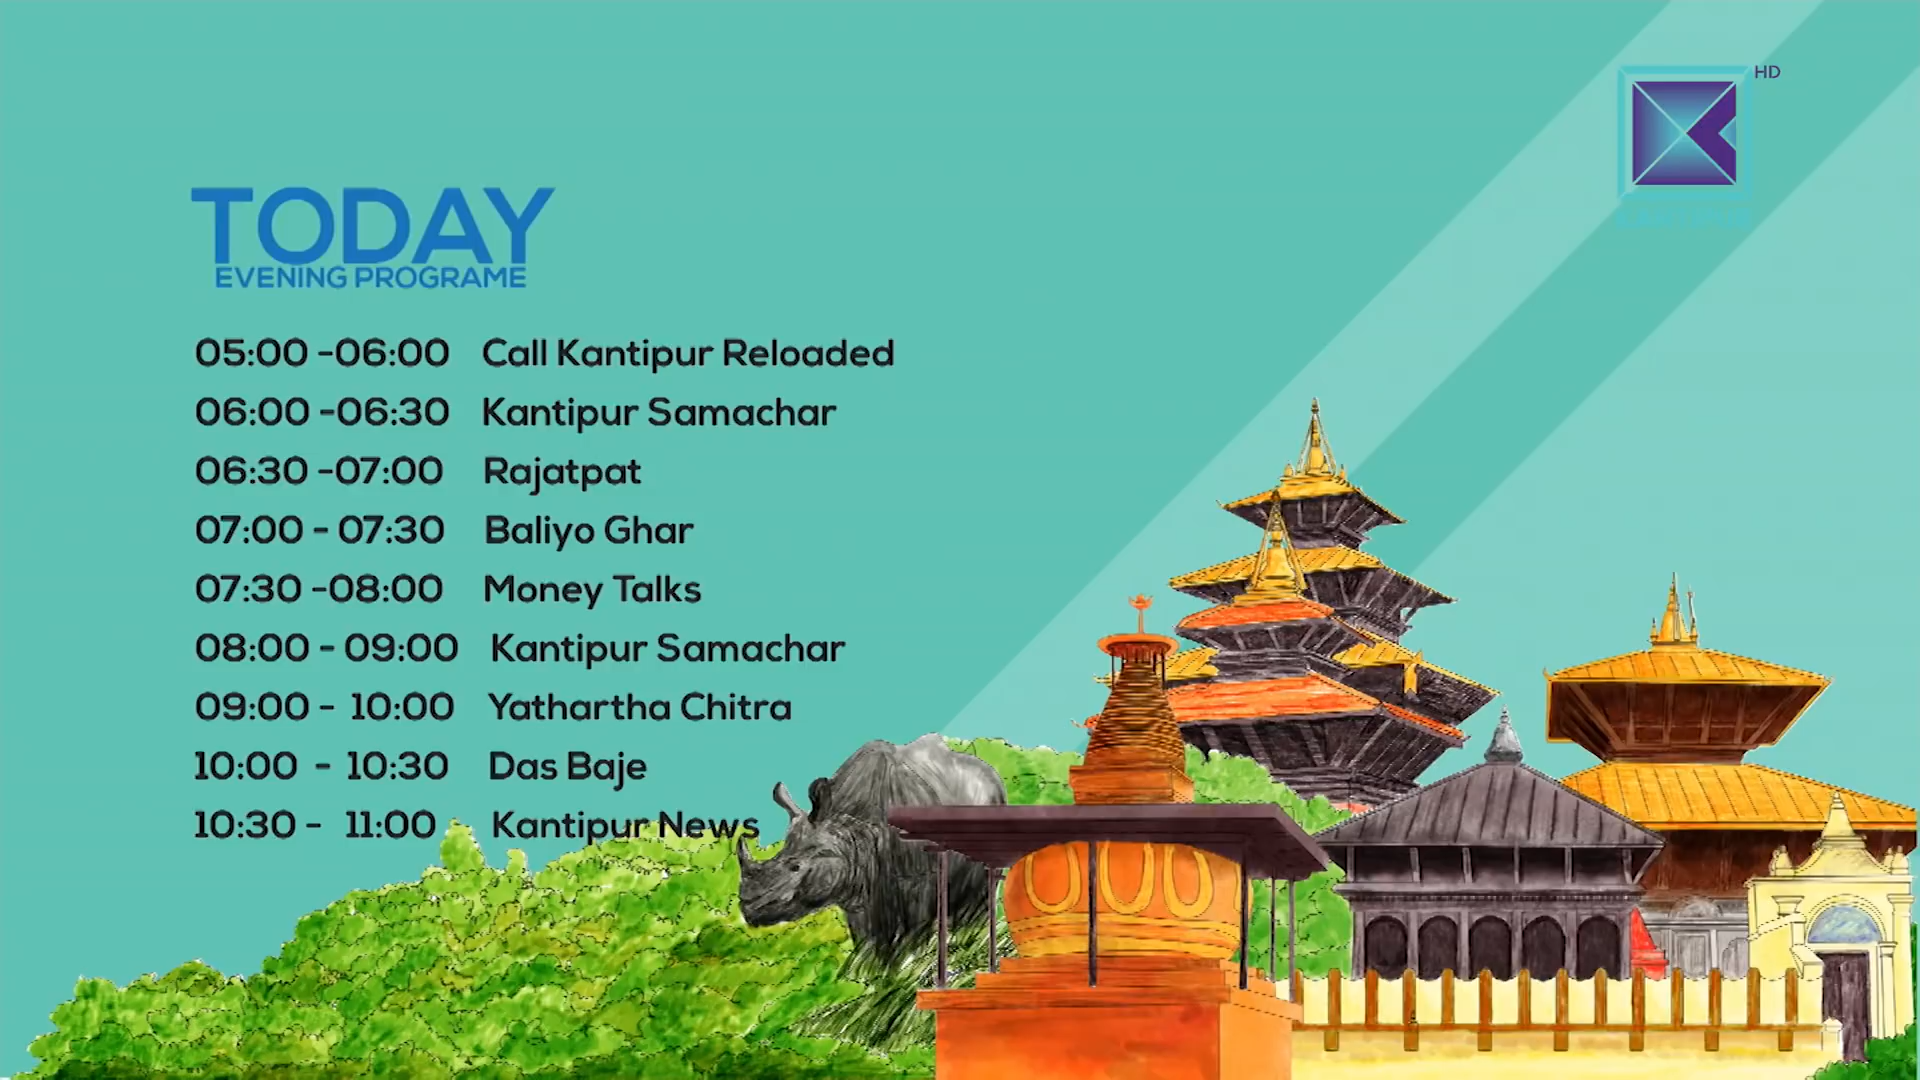 HD
TODAY
EVENING PROGRAME
05:00 -06:00 Call Kantipur Reloaded
06:00 -06:30 Kantipur Samachar
06:30 -07:00 Rajatpat
07:00 - 07:30 Baliyo Ghar
07:30 -08:00 Money Talks
08:00 - 09:00 Kantipur Samachar
09:00 - 10:00 Yathartha Chitra
10:00 - 10:30 Das Baje
10:30 - 11:00 Kantipur News